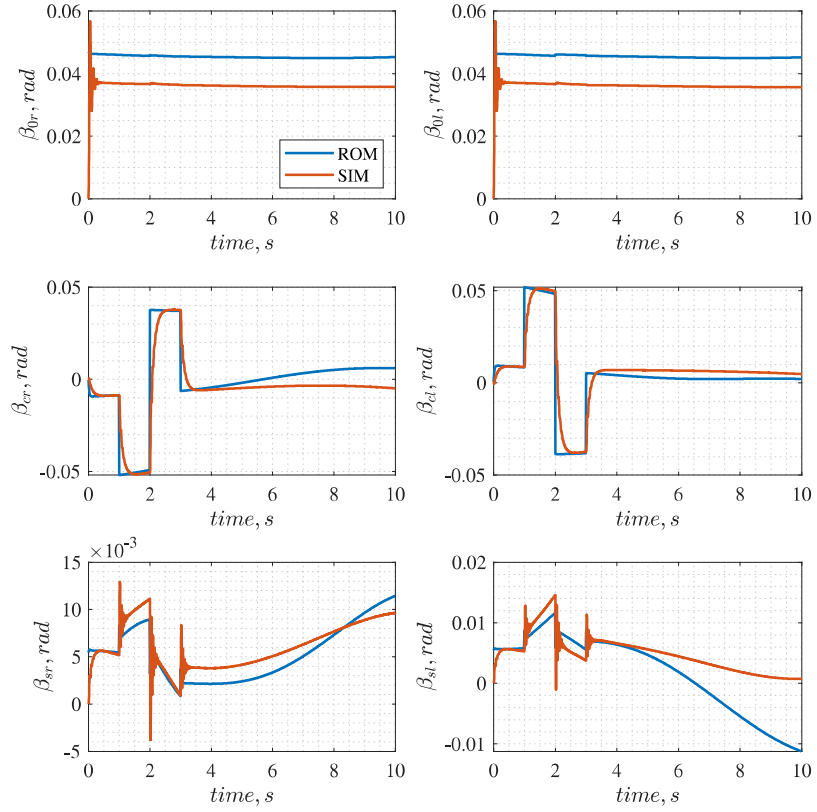 0.06
0.04
0.02
0
β0r, rad
ROM
SIM
0 2 4 6 8 10
time, s
0.06
0.04
0.02
0
β0l, rad
0 2 4 6 8 10
time, s
0.05
0
-0.05
βcr, rad
0 2 4 6 8 10
time, s
0.05
0
-0.05
βcl, rad
0 2 4 6 8 10
time, s
×10-3
15
10
5
0
-5
βsr, rad
0 2 4 6 8 10
time, s
0.02
0.01
0
-0.01
βsl, rad
0 2 4 6 8 10
time, s